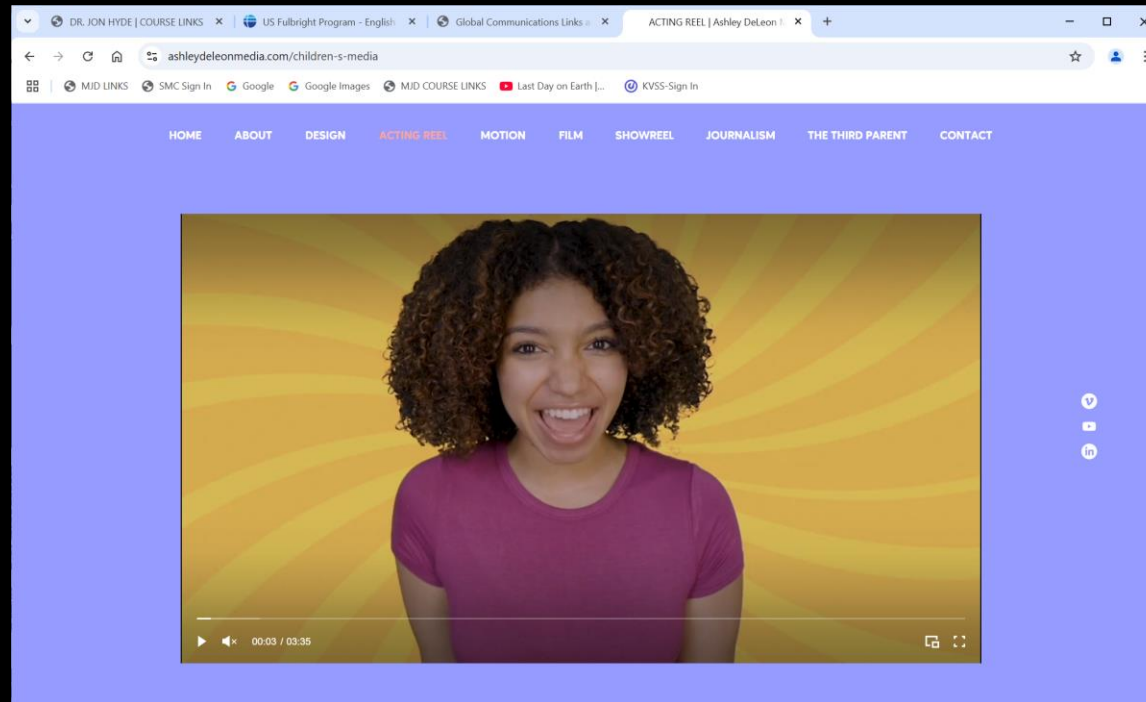 DR. JON HYDE | COURSE LINKS
US Fulbright Program - English
Global Communications Links a
ACTING REEL | Ashley DeLeon
ashleydeleonmedia.com/children-s-media
MJD LINKS
SMC Sign In
Google
Google Images
MJD COURSE LINKS
Last Day on Earth |...
KVSS-Sign In
HOME ABOUT DESIGN ACTING REEL MOTION FILM SHOWREEL JOURNALISM THE THIRD PARENT CONTACT
00:03 / 03:35
in